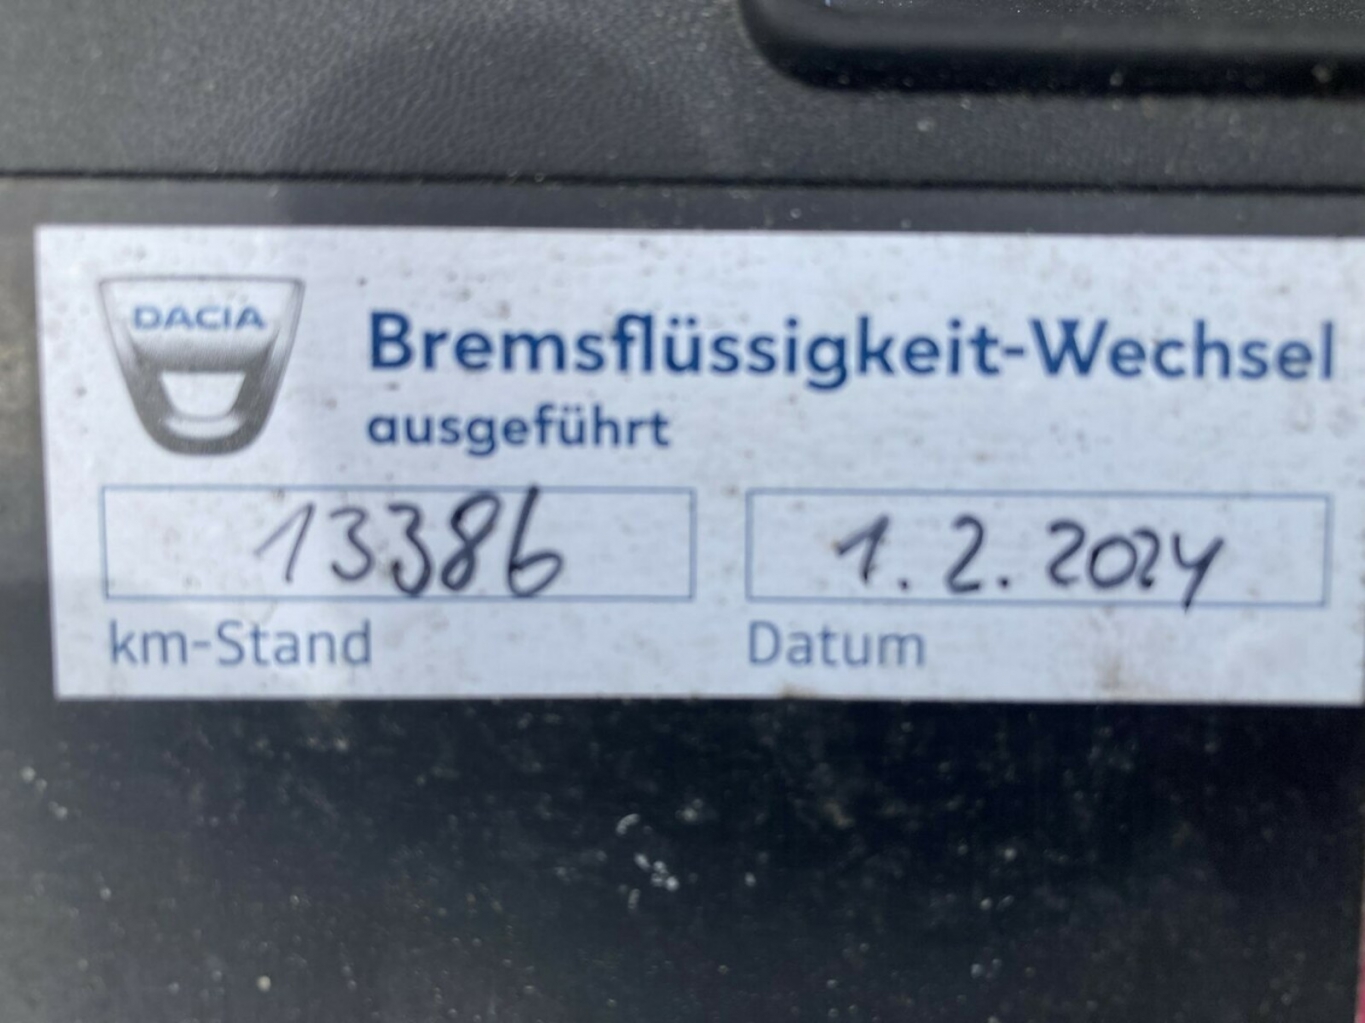 DACIA
Bremsflüssigkeit-Wechsel
ausgeführt
13386
1.2.2024
km-Stand
Datum